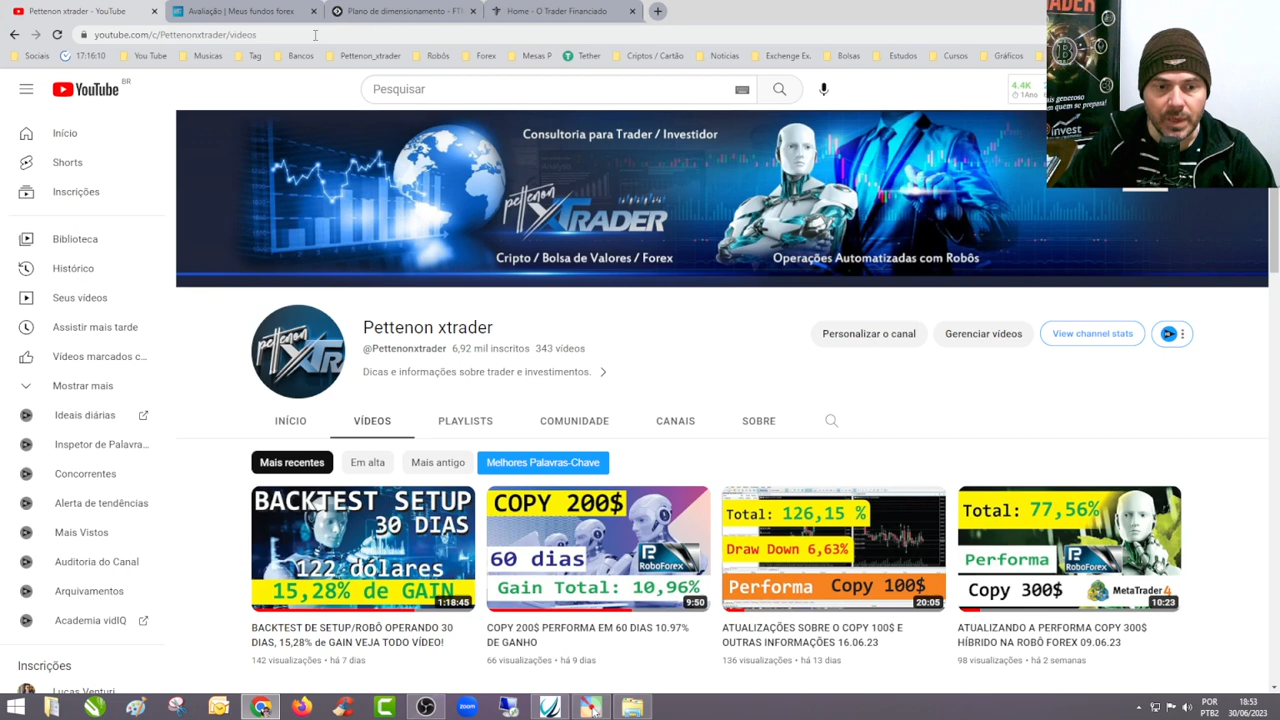 Pettenon xtrader - YouTube
Avaliação | Meus fundos forex
Plano de dimensionamento - FT
Home - O Trader Financiado
youtube.com/c/Pettenonxtrader/videos
Sociais
17:16:10
You Tube
Musicas
Tag
Bancos
Pettenon_xtrader
Robôs
Forex
Mesas P
Tether
Criptos / Cartão
Noticias
Exchenge Ex.
Bolsas
Estudos
Cursos
Gráficos
YouTube BR
Pesquisar
4.4K
1Ano
invest
Início
Shorts
Inscrições
Biblioteca
Histórico
Seus vídeos
Assistir mais tarde
Vídeos marcados c...
Mostrar mais
Ideais diárias
Inspetor de Palavra...
Concorrentes
Alerta de tendências
Mais Vistos
Auditoria do Canal
Arquivamentos
Academia vidIQ
Inscrições
Lucas Venturi
Consultoria para Trader / Investidor
pettenon XTRADER
Cripto / Bolsa de Valores / Forex
Operações Automatizadas com Robôs
pettenon XTR
Pettenon xtrader
@Pettenonxtrader 6,92 mil inscritos 343 vídeos
Dicas e informações sobre trader e investimentos.
Personalizar o canal
Gerenciar vídeos
View channel stats
INÍCIO
VÍDEOS
PLAYLISTS
COMUNIDADE
CANAIS
SOBRE
Mais recentes
Em alta
Mais antigo
Melhores Palavras-Chave
BACKTEST SETUP
30 DIAS
122 dólares
15,28% de GAIN
1:18:45
BACKTEST DE SETUP/ROBÔ OPERANDO 30
DIAS, 15,28% de GAIN VEJA TODO VÍDEO!
142 visualizações • há 7 dias
COPY 200$
60 dias
RoboForex
Gain Total: 10,96%
9:50
COPY 200$ PERFORMA EM 60 DIAS 10.97%
DE GANHO
66 visualizações • há 9 dias
Total: 126,15 %
Draw Down 6,63%
Performa Copy 100$
20:05
ATUALIZAÇÕES SOBRE O COPY 100$ E
OUTRAS INFORMAÇÕES 16.06.23
136 visualizações • há 13 dias
Total: 77,56%
Performa
RoboForex
Copy 300$
MetaTrader 4
10:23
ATUALIZANDO A PERFORMA COPY 300$
HÍBRIDO NA ROBÔ FOREX 09.06.23
98 visualizações • há 2 semanas
zoom
POR
PTB2
18:53
30/06/2023